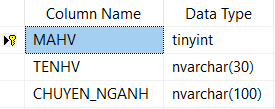 Column Name Data Type
MAHV tinyint
TENHV nvarchar(30)
CHUYEN_NGANH nvarchar(100)